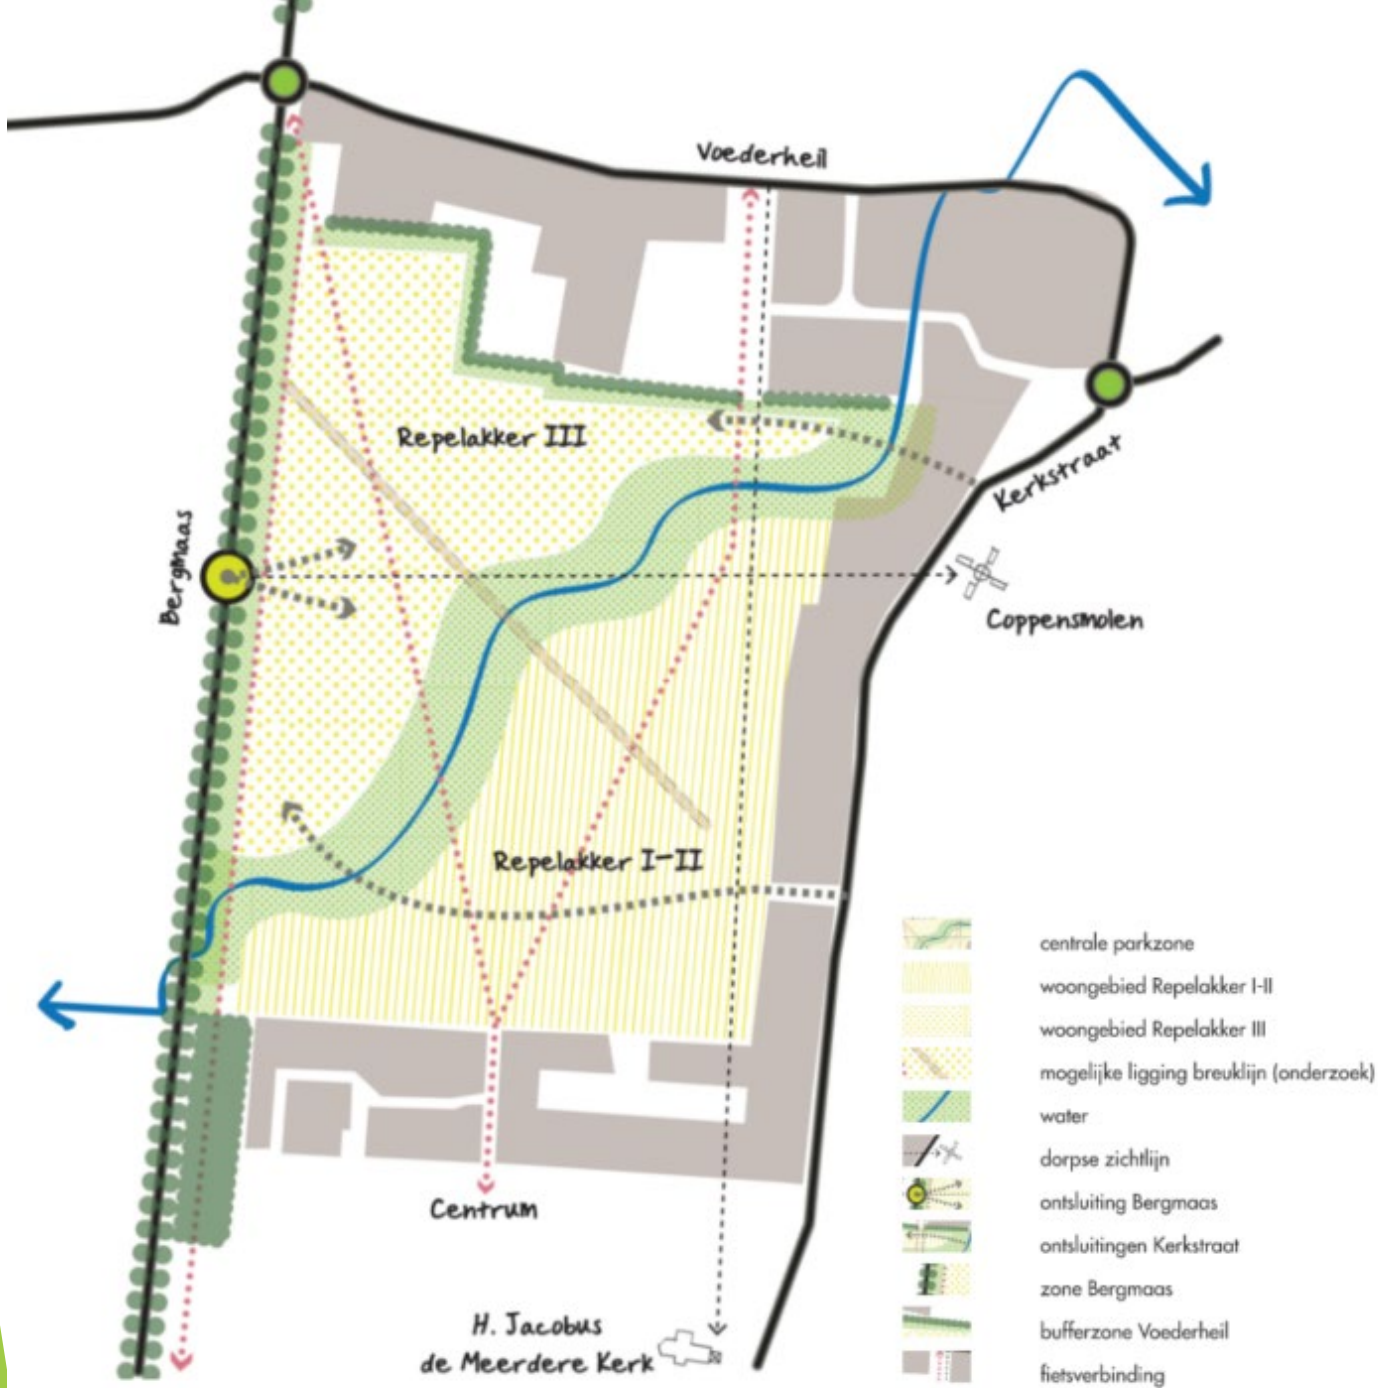 Voederheil
Repelakker III
Kerkstraat
Bergmaas
Coppensmolen
Repelakker I-II
centrale parkzone
woongebied Repelakker I-II
woongebied Repelakker III
mogelijke ligging breuklijn (onderzoek)
water
dorpse zichtlijn
ontsluiting Bergmaas
ontsluitingen Kerkstraat
zone Bergmaas
bufferzone Voederheil
fietsverbinding
Centrum
H. Jacobus
de Meerdere Kerk